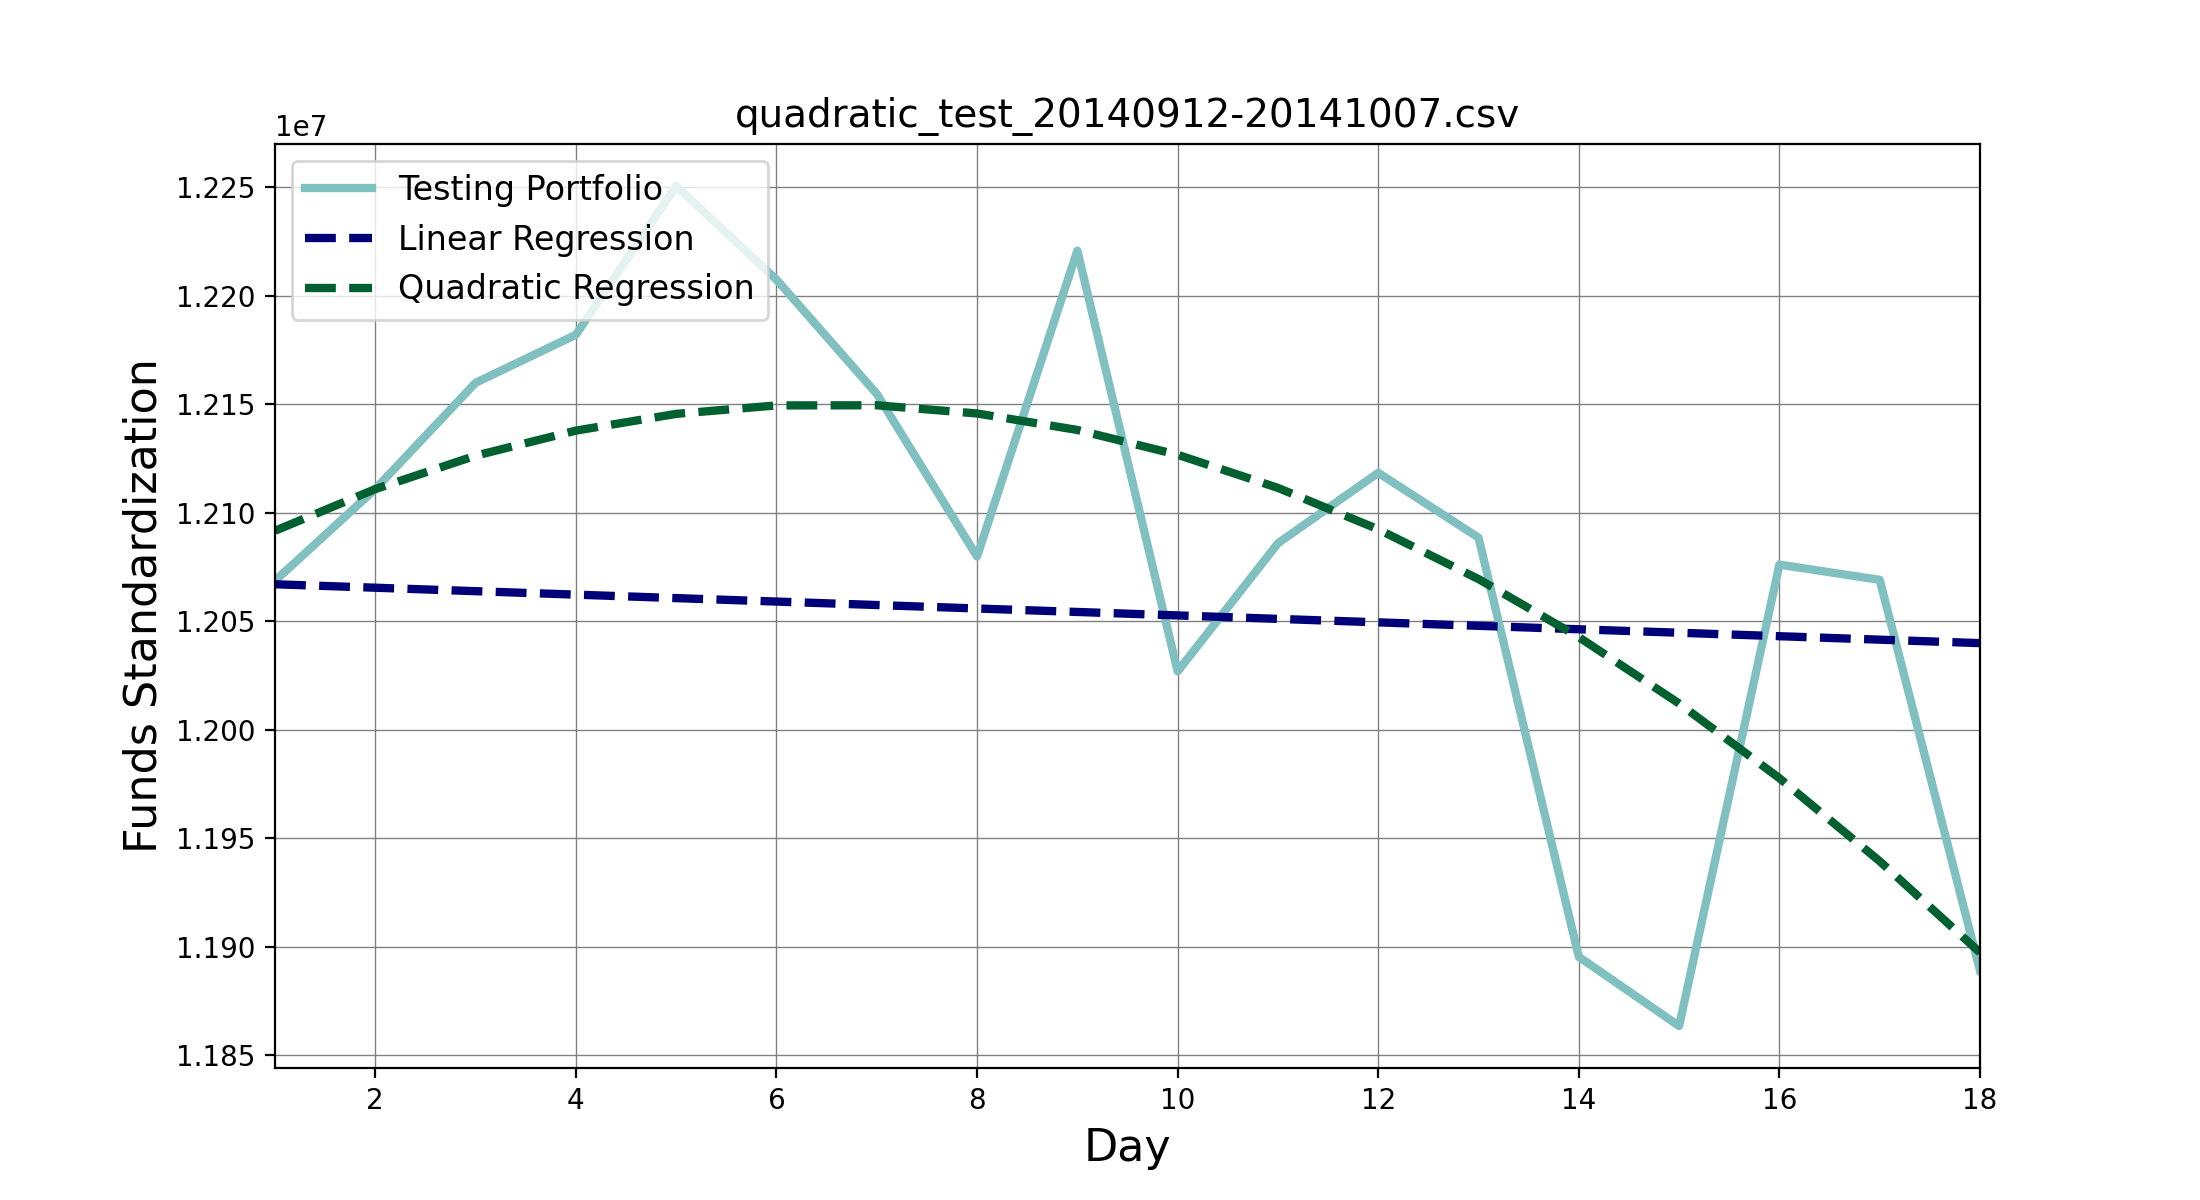 quadratic_test_20140912-20141007.csv
1e7
Testing Portfolio
Linear Regression
Quadratic Regression
1.225
1.220
1.215
1.210
1.205
1.200
1.195
1.190
1.185
Funds Standardization
2 4 6 8 10 12 14 16 18
Day